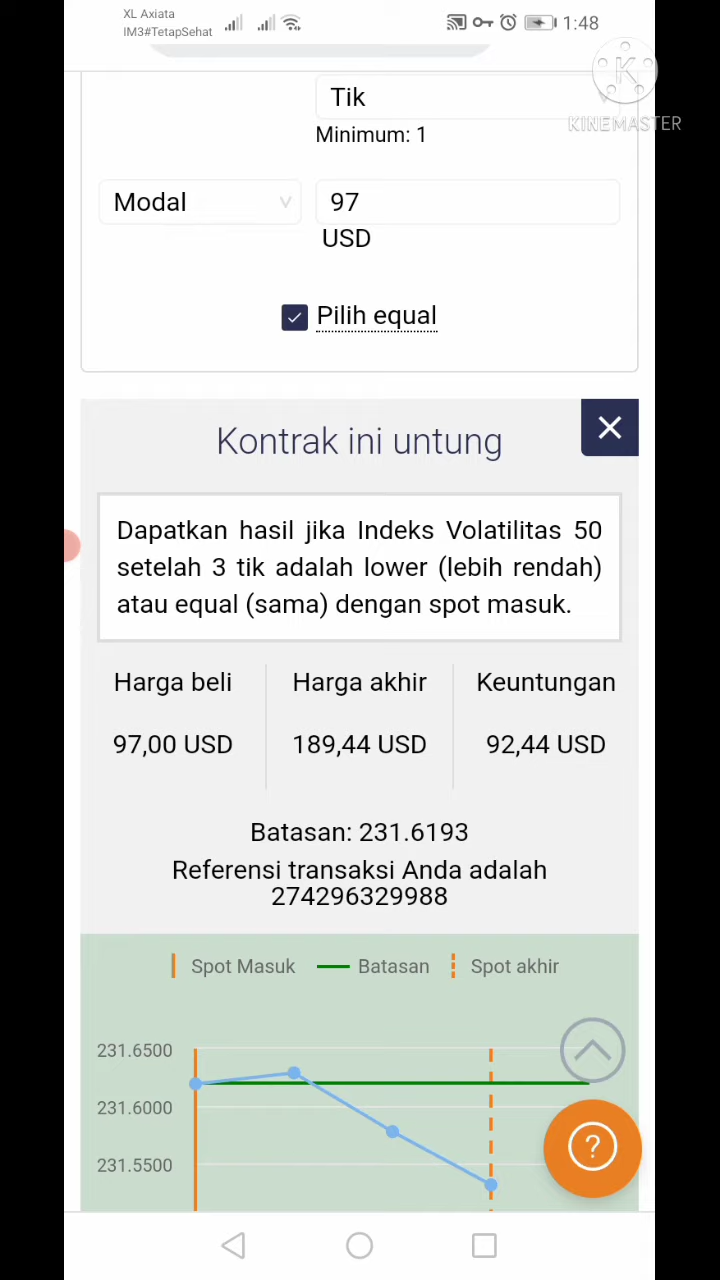 XL Axiata
IM3#TetapSehat
1:48
KINEMASTER
Tik
Minimum: 1
Modal
97
USD
Pilih equal
Kontrak ini untung
Dapatkan hasil jika Indeks Volatilitas 50
setelah 3 tik adalah lower (lebih rendah)
atau equal (sama) dengan spot masuk.
Harga beli Harga akhir Keuntungan
97,00 USD 189,44 USD 92,44 USD
Batasan: 231.6193
Referensi transaksi Anda adalah
274296329988
Spot Masuk Batasan Spot akhir
231.6500
231.6000
231.5500
?